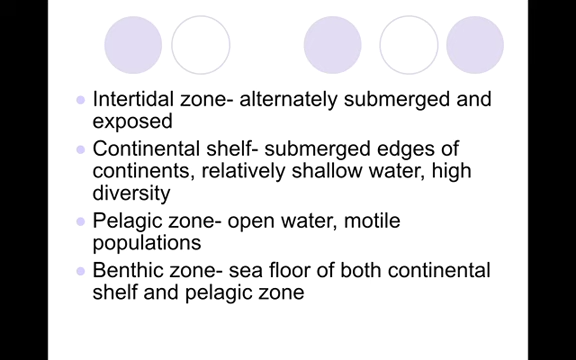 Intertidal zone- alternately submerged and
exposed
Continental shelf- submerged edges of
continents, relatively shallow water, high
diversity
Pelagic zone- open water, motile
populations
Benthic zone- sea floor of both continental
shelf and pelagic zone